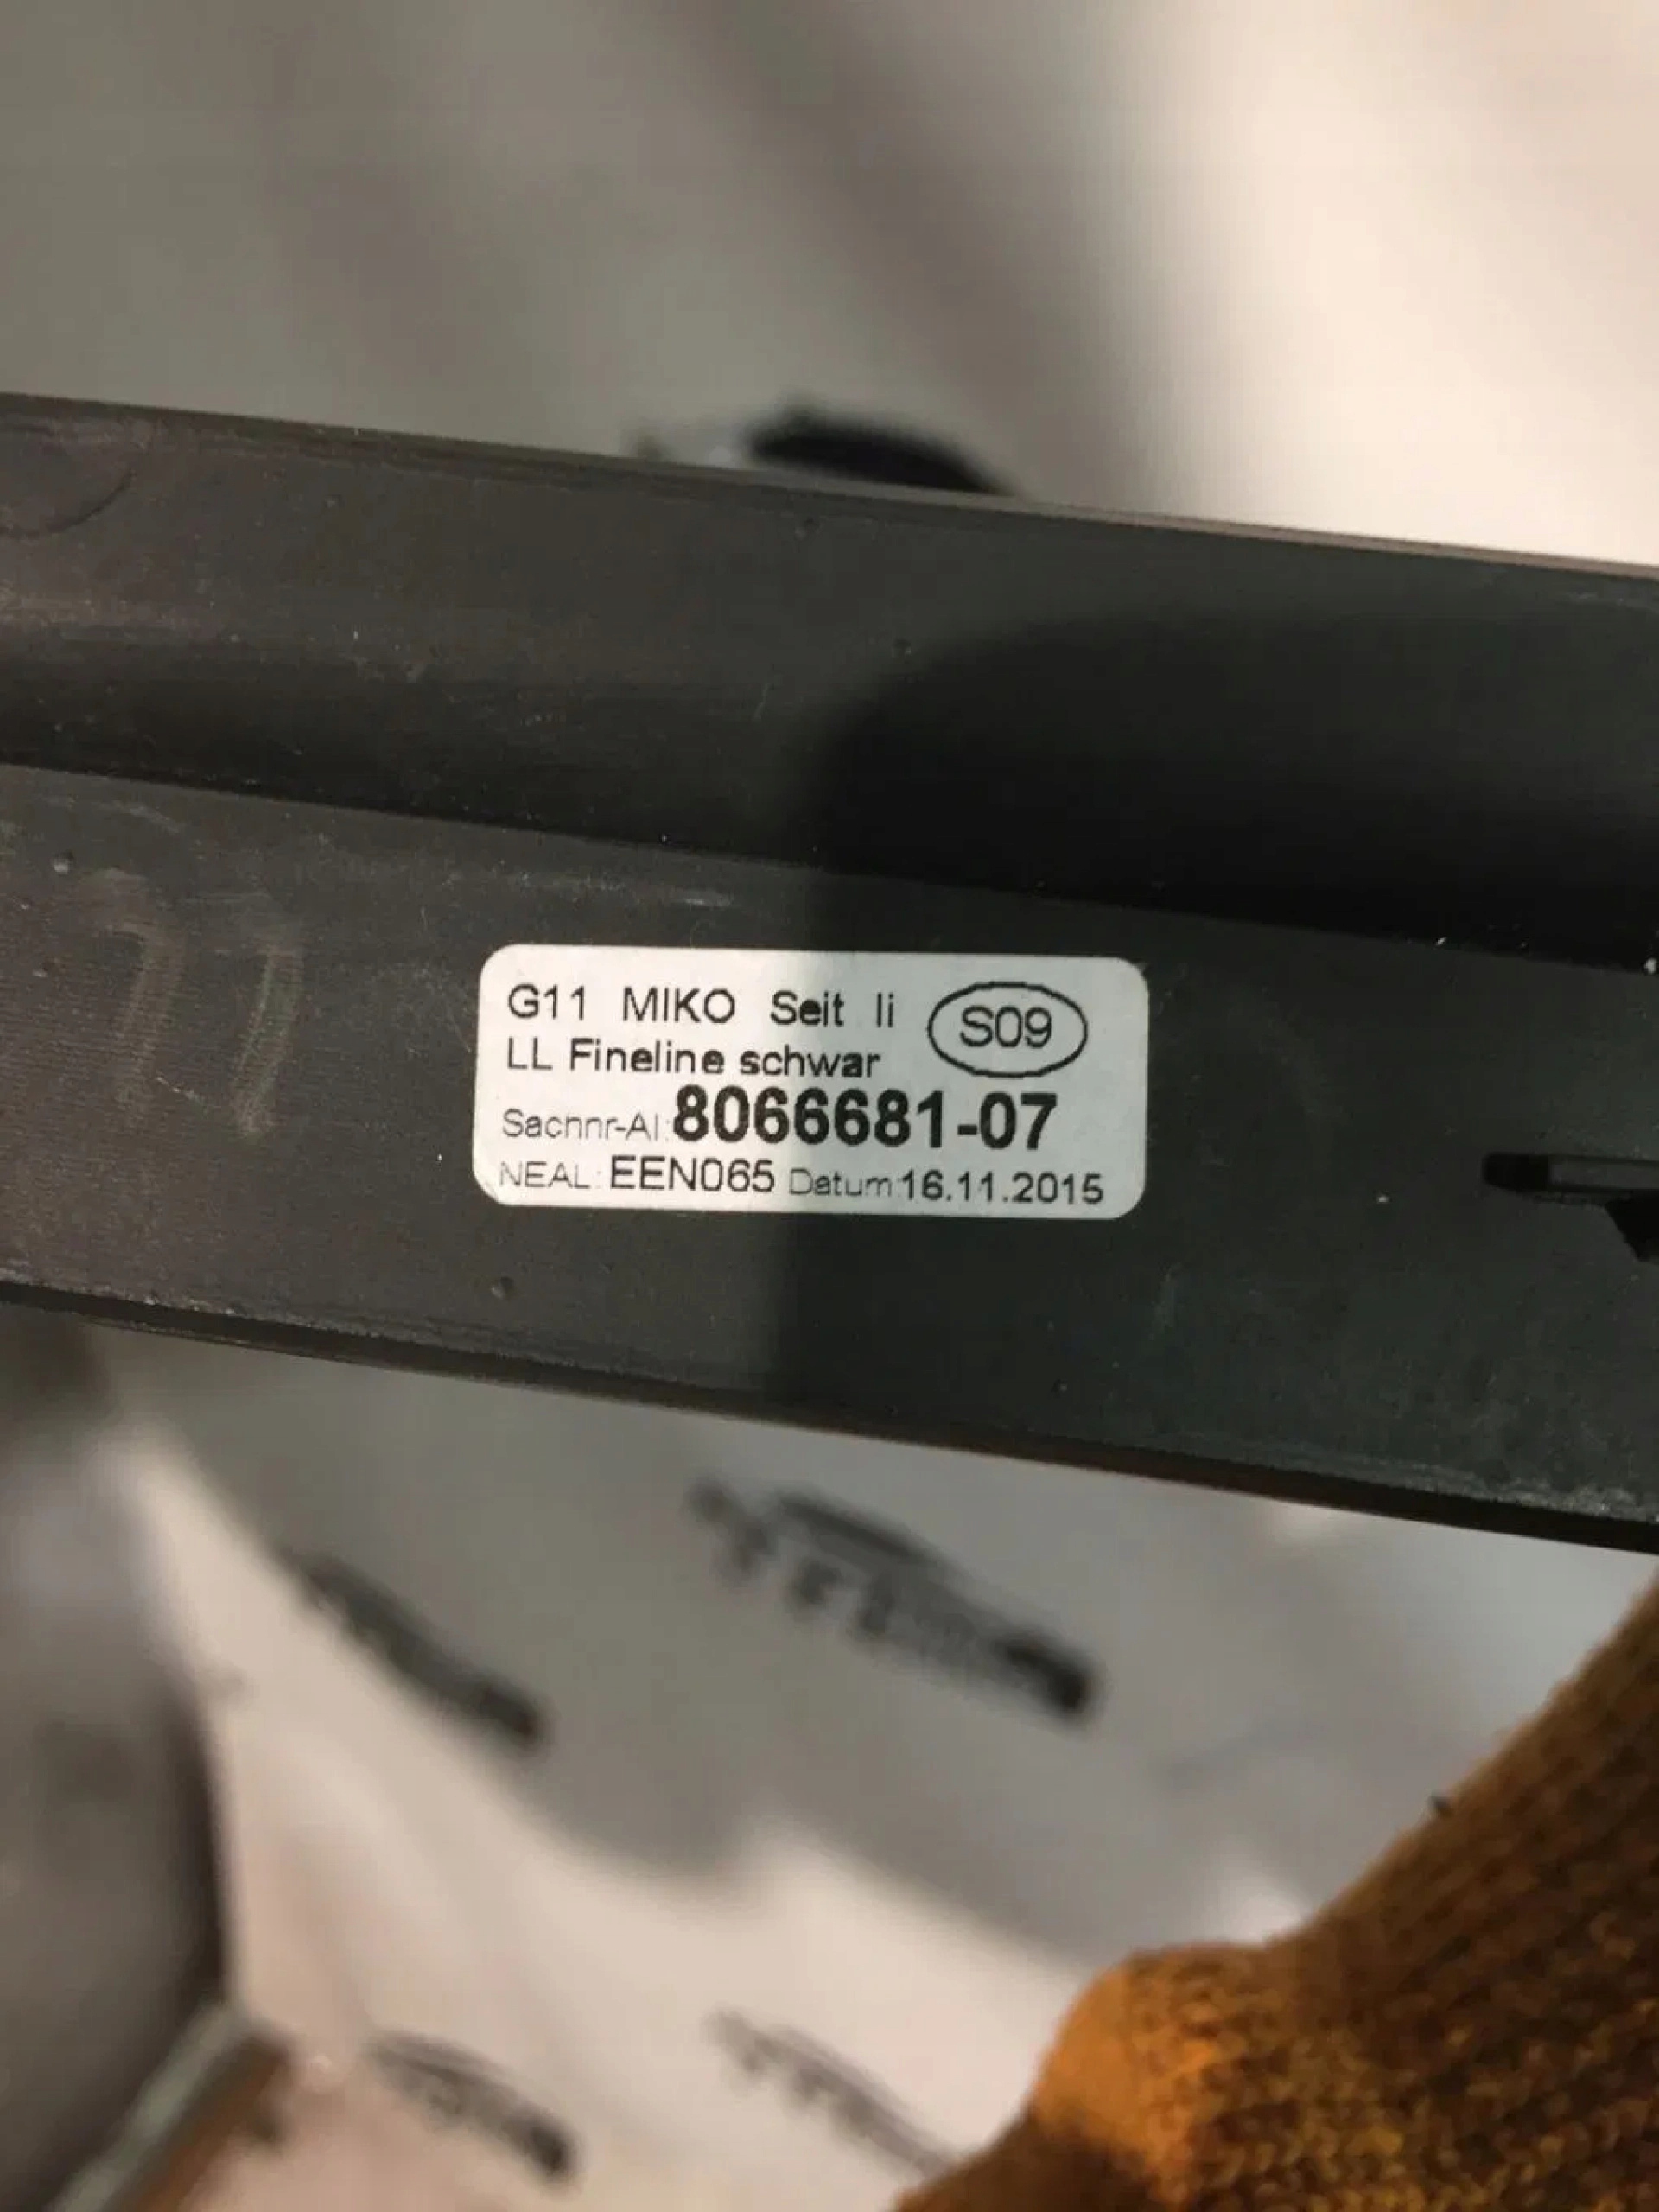 G11 MIKO Seit li
S09
LL Fineline schwar
Sachnr-AI:8066681-07
NEAL: EEN065 Datum:16.11.2015